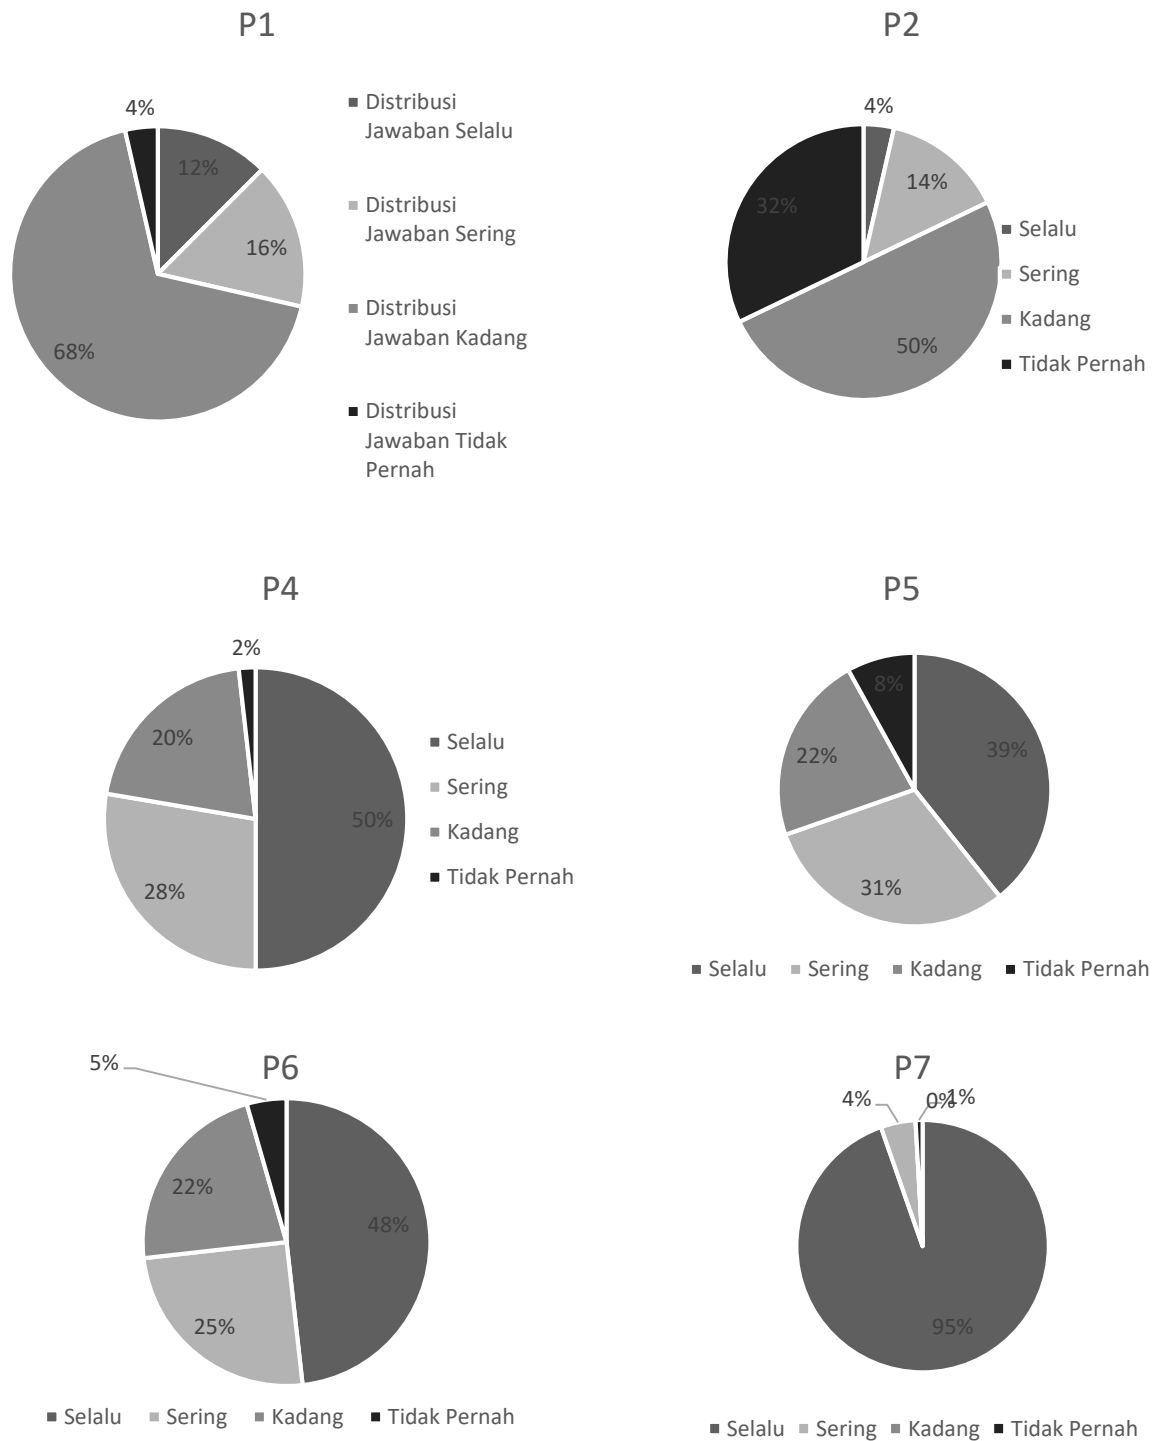 P1
4%
12%
16%
68%
Distribusi
Jawaban Selalu
Distribusi
Jawaban Sering
Distribusi
Jawaban Kadang
Distribusi
Jawaban Tidak
Pernah
P2
4%
14%
32%
50%
Selalu
Sering
Kadang
Tidak Pernah
P4
2%
20%
50%
28%
Selalu
Sering
Kadang
Tidak Pernah
P5
8%
39%
22%
31%
Selalu Sering Kadang Tidak Pernah
P6
5%
22%
48%
25%
Selalu Sering Kadang Tidak Pernah
P7
4% 0% 1%
95%
Selalu Sering Kadang Tidak Pernah